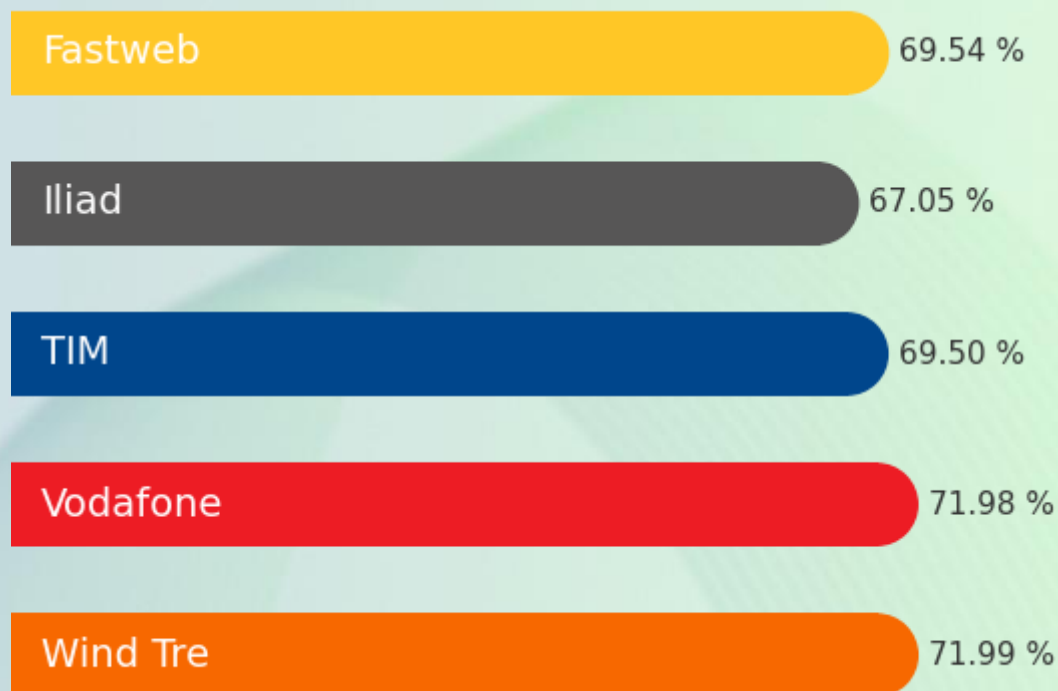 Fastweb 69.54 %
Iliad 67.05 %
TIM 69.50 %
Vodafone 71.98 %
Wind Tre 71.99 %